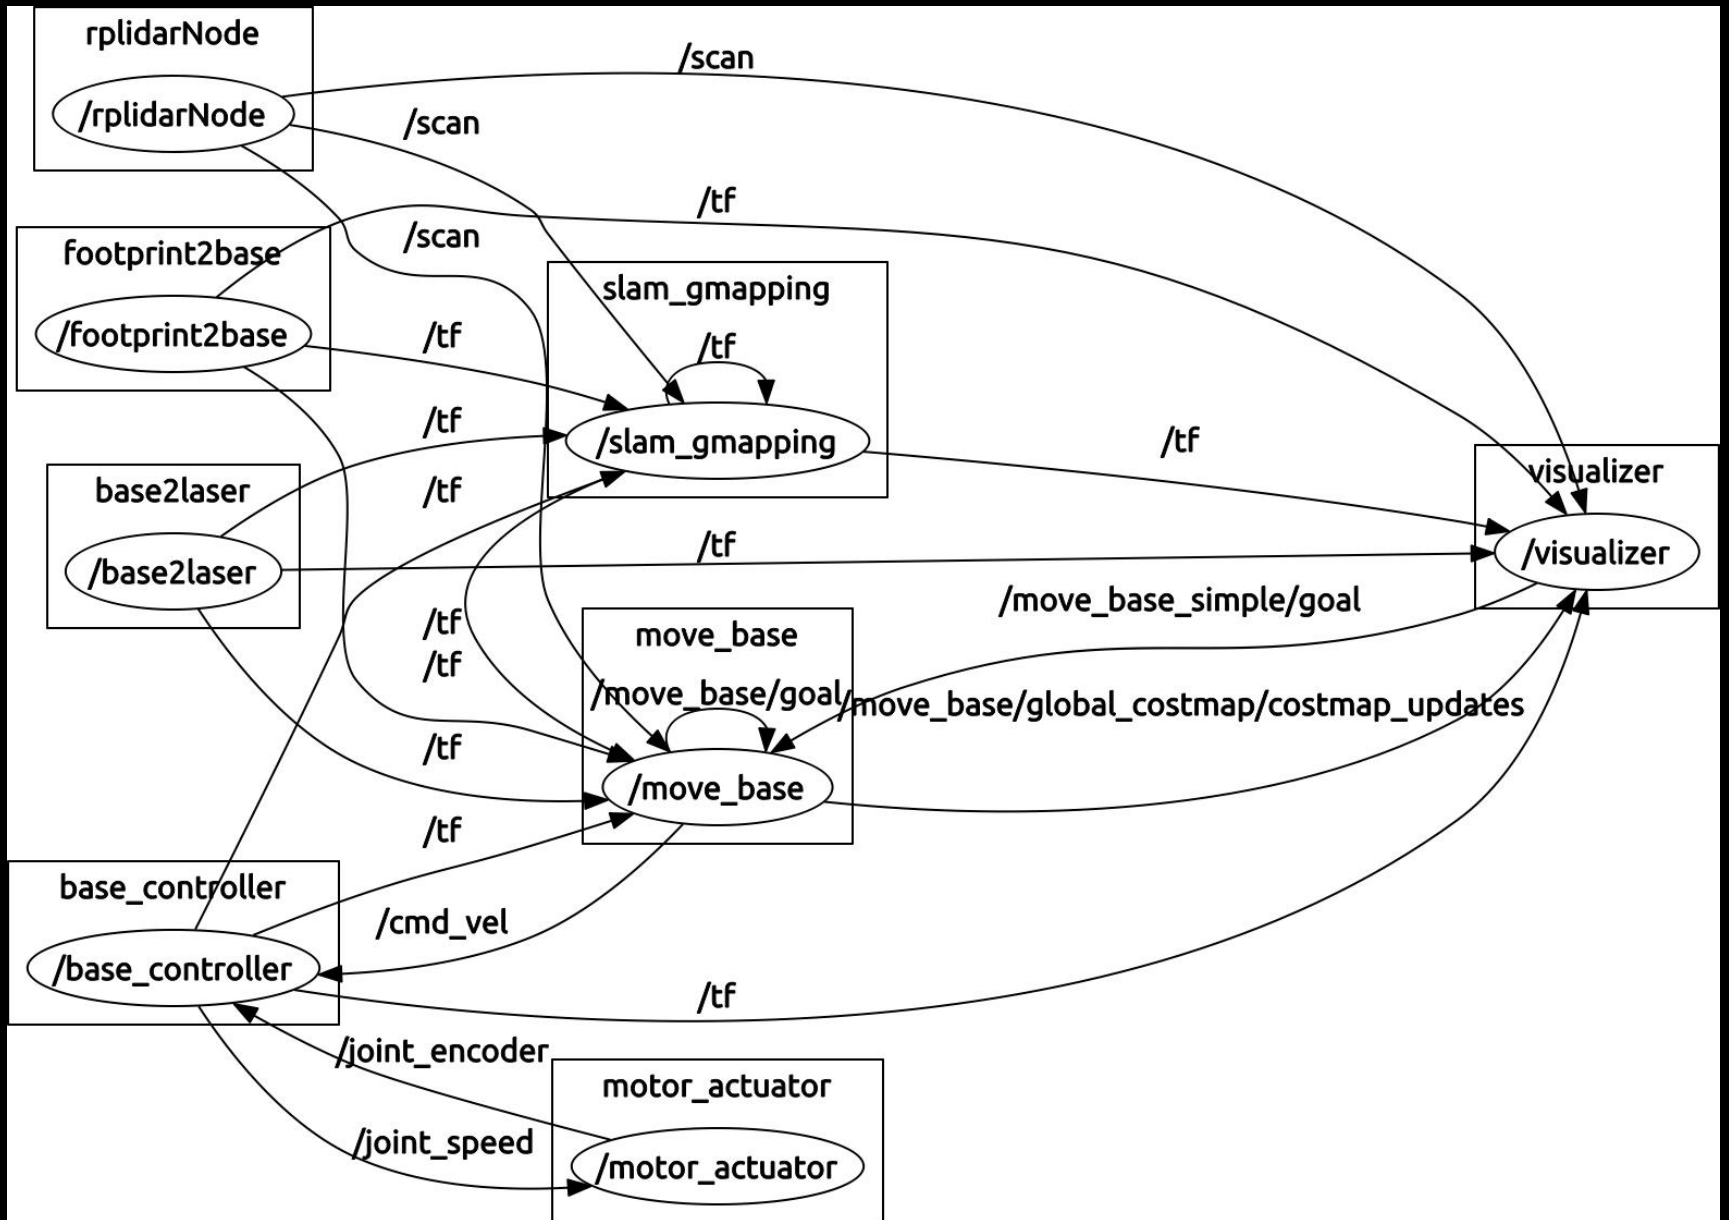 rplidarNode
/rplidarNode
/scan
/scan
/scan
/tf
footprint2base
/footprint2base
/tf
slam_gmapping
/tf
/slam_gmapping
/tf
/tf
/tf
base2laser
/base2laser
/tf
visualizer
/visualizer
/move_base_simple/goal
/tf
/tf
move_base
/move_base/goal
/move_base/global_costmap/costmap_updates
/move_base
/tf
/tf
base_controller
/base_controller
/cmd_vel
/tf
/joint_encoder
/joint_speed
motor_actuator
/motor_actuator